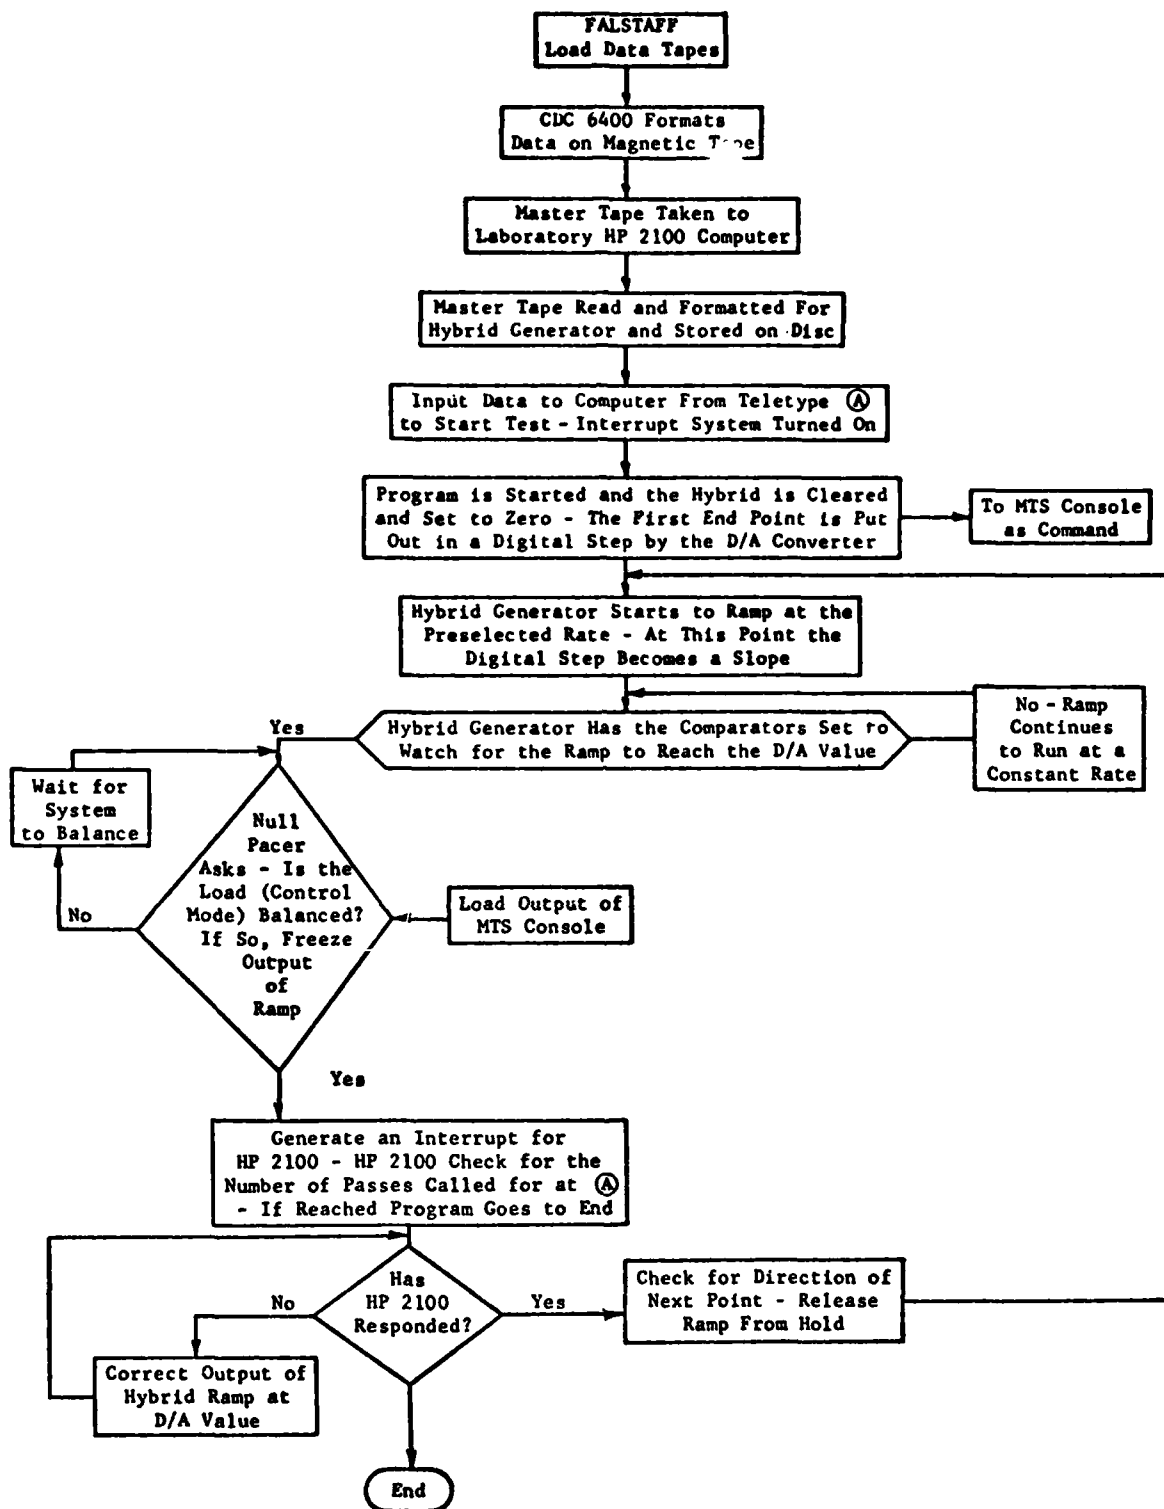 FALSTAFF
Load Data Tapes
CDC 6400 Formats
Data on Magnetic
Master Tape Taken to
Laboratory HP 2100 Computer
Master Tape Read and Formatted For
Hybrid Generator and Stored on Disc
Input Data to Computer From Teletype Ⓐ
to Start Test - Interrupt System Turned On
Program is Started and the Hybrid is Cleared
and Set to Zero - The First End Point is Put
Out in a Digital Step by the D/A Converter
To MTS Console
as Command
Hybrid Generator Starts to Ramp at the
Preselected Rate - At This Point the
Digital Step Becomes a Slope
Yes
Hybrid Generator Has the Comparators Set to
Watch for the Ramp to Reach the D/A Value
No - Ramp
Continues
to Run at a
Constant Rate
Wait for
System
to Balance
Null
Pacer
Asks - Is the
Load (Control
Mode) Balanced?
If So, Freeze
Output
of
Ramp
No
Load Output of
MTS Console
Yes
Generate an Interrupt for
HP 2100 - HP 2100 Check for the
Number of Passes Called for at Ⓐ
- If Reached Program Goes to End
Has
HP 2100
Responded?
No
Yes
Check for Direction of
Next Point - Release
Ramp From Hold
Correct Output of
Hybrid Ramp at
D/A Value
End